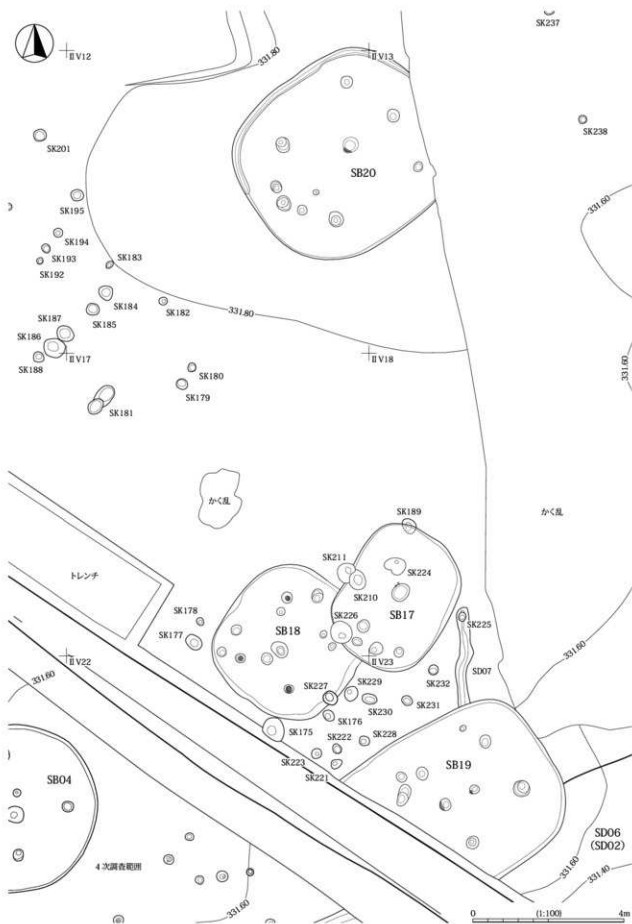 SK237
ⅡV12
331.80
ⅡV13
SK201
SK238
SB20
SK195
331.60
SK194
SK193
SK192
SK183
SK184
SK182
331.80
SK185
SK187
SK186
ⅡV17
ⅡV18
SK188
331.60
SK180
SK179
SK181
かく乱
かく乱
SK189
SK211
SK224
トレンチ
SK210
SK178
SK226
SB17
SB18
SK225
SK177
331.60
ⅡV22
ⅡV23
331.60
SK232
SD07
SK229
SK227
SK230
SK231
SK176
SK175
SK222
SK228
SK223
SK221
SB19
SB04
SD06
(SD02)
4次調査範囲
331.60
331.40
331.60
0
(1:100)
4m